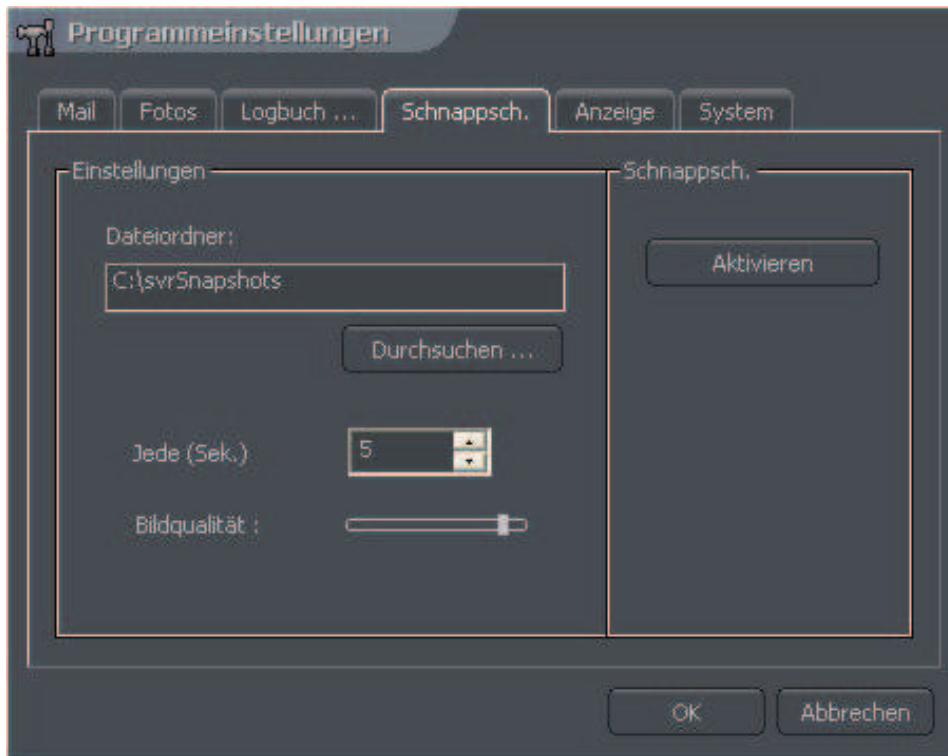 Programmeinstellungen
Mail Fotos Logbuch ... Schnappsch. Anzeige System
Einstellungen
Schnappsch.
Dateiordner:
Aktivieren
C:\svrSnapshots
Durchsuchen ...
Jede (Sek.) 5
Bildqualität :
OK Abbrechen